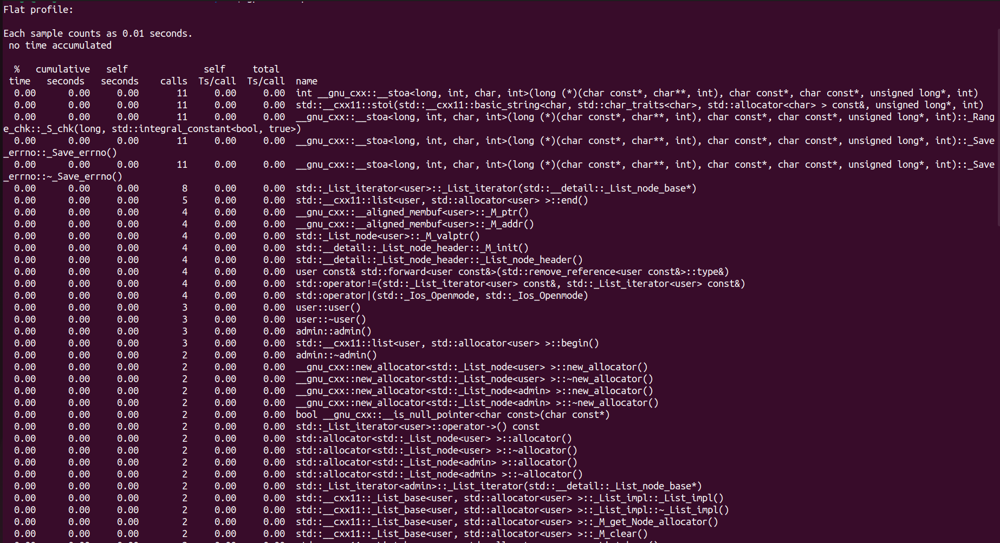 Flat profile:
Each sample counts as 0.01 seconds.
 no time accumulated
  %   cumulative   self              self     total
 time   seconds   seconds    calls  Ts/call  Ts/call  name
  0.00      0.00     0.00       11     0.00     0.00  int __gnu_cxx::__stoa<long, int, char, int>(long (*)(char const*, char**, int), char const*, char const*, unsigned long*, int)
  0.00      0.00     0.00       11     0.00     0.00  std::__cxx11::stoi(std::__cxx11::basic_string<char, std::char_traits<char>, std::allocator<char> > const&, unsigned long*, int)
  0.00      0.00     0.00       11     0.00     0.00  __gnu_cxx::__stoa<long, int, char, int>(long (*)(char const*, char**, int), char const*, char const*, unsigned long*, int)::_Rang
e_chk::_S_chk(long, std::integral_constant<bool, true>)
  0.00      0.00     0.00       11     0.00     0.00  __gnu_cxx::__stoa<long, int, char, int>(long (*)(char const*, char**, int), char const*, char const*, unsigned long*, int)::_Save
_errno::_Save_errno()
  0.00      0.00     0.00       11     0.00     0.00  __gnu_cxx::__stoa<long, int, char, int>(long (*)(char const*, char**, int), char const*, char const*, unsigned long*, int)::_Save
_errno::~_Save_errno()
  0.00      0.00     0.00        8     0.00     0.00  std::_List_iterator<user>::_List_iterator(std::__detail::_List_node_base*)
  0.00      0.00     0.00        5     0.00     0.00  std::__cxx11::list<user, std::allocator<user> >::end()
  0.00      0.00     0.00        4     0.00     0.00  __gnu_cxx::__aligned_membuf<user>::_M_ptr()
  0.00      0.00     0.00        4     0.00     0.00  __gnu_cxx::__aligned_membuf<user>::_M_addr()
  0.00      0.00     0.00        4     0.00     0.00  std::_List_node<user>::_M_valptr()
  0.00      0.00     0.00        4     0.00     0.00  std::__detail::_List_node_header::_M_init()
  0.00      0.00     0.00        4     0.00     0.00  std::__detail::_List_node_header::_List_node_header()
  0.00      0.00     0.00        4     0.00     0.00  user const& std::forward<user const&>(std::remove_reference<user const&>::type&)
  0.00      0.00     0.00        4     0.00     0.00  std::operator!=(std::_List_iterator<user> const&, std::_List_iterator<user> const&)
  0.00      0.00     0.00        4     0.00     0.00  std::operator|(std::_Ios_Openmode, std::_Ios_Openmode)
  0.00      0.00     0.00        3     0.00     0.00  user::user()
  0.00      0.00     0.00        3     0.00     0.00  user::~user()
  0.00      0.00     0.00        3     0.00     0.00  admin::admin()
  0.00      0.00     0.00        3     0.00     0.00  std::__cxx11::list<user, std::allocator<user> >::begin()
  0.00      0.00     0.00        2     0.00     0.00  admin::~admin()
  0.00      0.00     0.00        2     0.00     0.00  __gnu_cxx::new_allocator<std::_List_node<user> >::new_allocator()
  0.00      0.00     0.00        2     0.00     0.00  __gnu_cxx::new_allocator<std::_List_node<user> >::~new_allocator()
  0.00      0.00     0.00        2     0.00     0.00  __gnu_cxx::new_allocator<std::_List_node<admin> >::new_allocator()
  0.00      0.00     0.00        2     0.00     0.00  __gnu_cxx::new_allocator<std::_List_node<admin> >::~new_allocator()
  0.00      0.00     0.00        2     0.00     0.00  bool __gnu_cxx::__is_null_pointer<char const>(char const*)
  0.00      0.00     0.00        2     0.00     0.00  std::_List_iterator<user>::operator->() const
  0.00      0.00     0.00        2     0.00     0.00  std::allocator<std::_List_node<user> >::allocator()
  0.00      0.00     0.00        2     0.00     0.00  std::allocator<std::_List_node<user> >::~allocator()
  0.00      0.00     0.00        2     0.00     0.00  std::allocator<std::_List_node<admin> >::allocator()
  0.00      0.00     0.00        2     0.00     0.00  std::allocator<std::_List_node<admin> >::~allocator()
  0.00      0.00     0.00        2     0.00     0.00  std::_List_iterator<admin>::_List_iterator(std::__detail::_List_node_base*)
  0.00      0.00     0.00        2     0.00     0.00  std::__cxx11::_List_base<user, std::allocator<user> >::_List_impl::_List_impl()
  0.00      0.00     0.00        2     0.00     0.00  std::__cxx11::_List_base<user, std::allocator<user> >::_List_impl::~_List_impl()
  0.00      0.00     0.00        2     0.00     0.00  std::__cxx11::_List_base<user, std::allocator<user> >::_M_get_Node_allocator()
  0.00      0.00     0.00        2     0.00     0.00  std::__cxx11::_List_base<user, std::allocator<user> >::_M_clear()